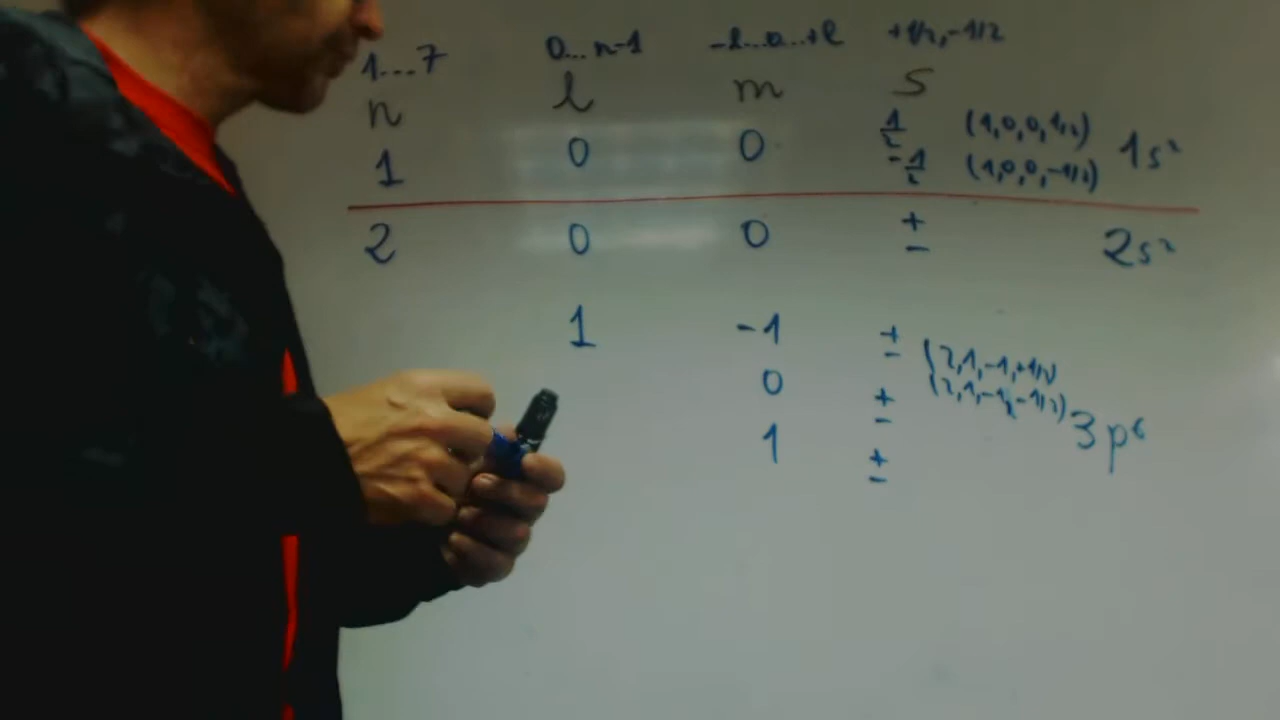 1...7 0...n-1 -l...0...+l +1/2,-1/2
n l m s
1 0 0 1/2 (1,0,0,1/2) 1s²
-1/2 (1,0,0,-1/2)
2 0 0 + 2s²
-
1 -1 + (2,1,-1,+1/2)
- (2,1,-1,-1/2)
0 + 3p⁶
-
1 +
-